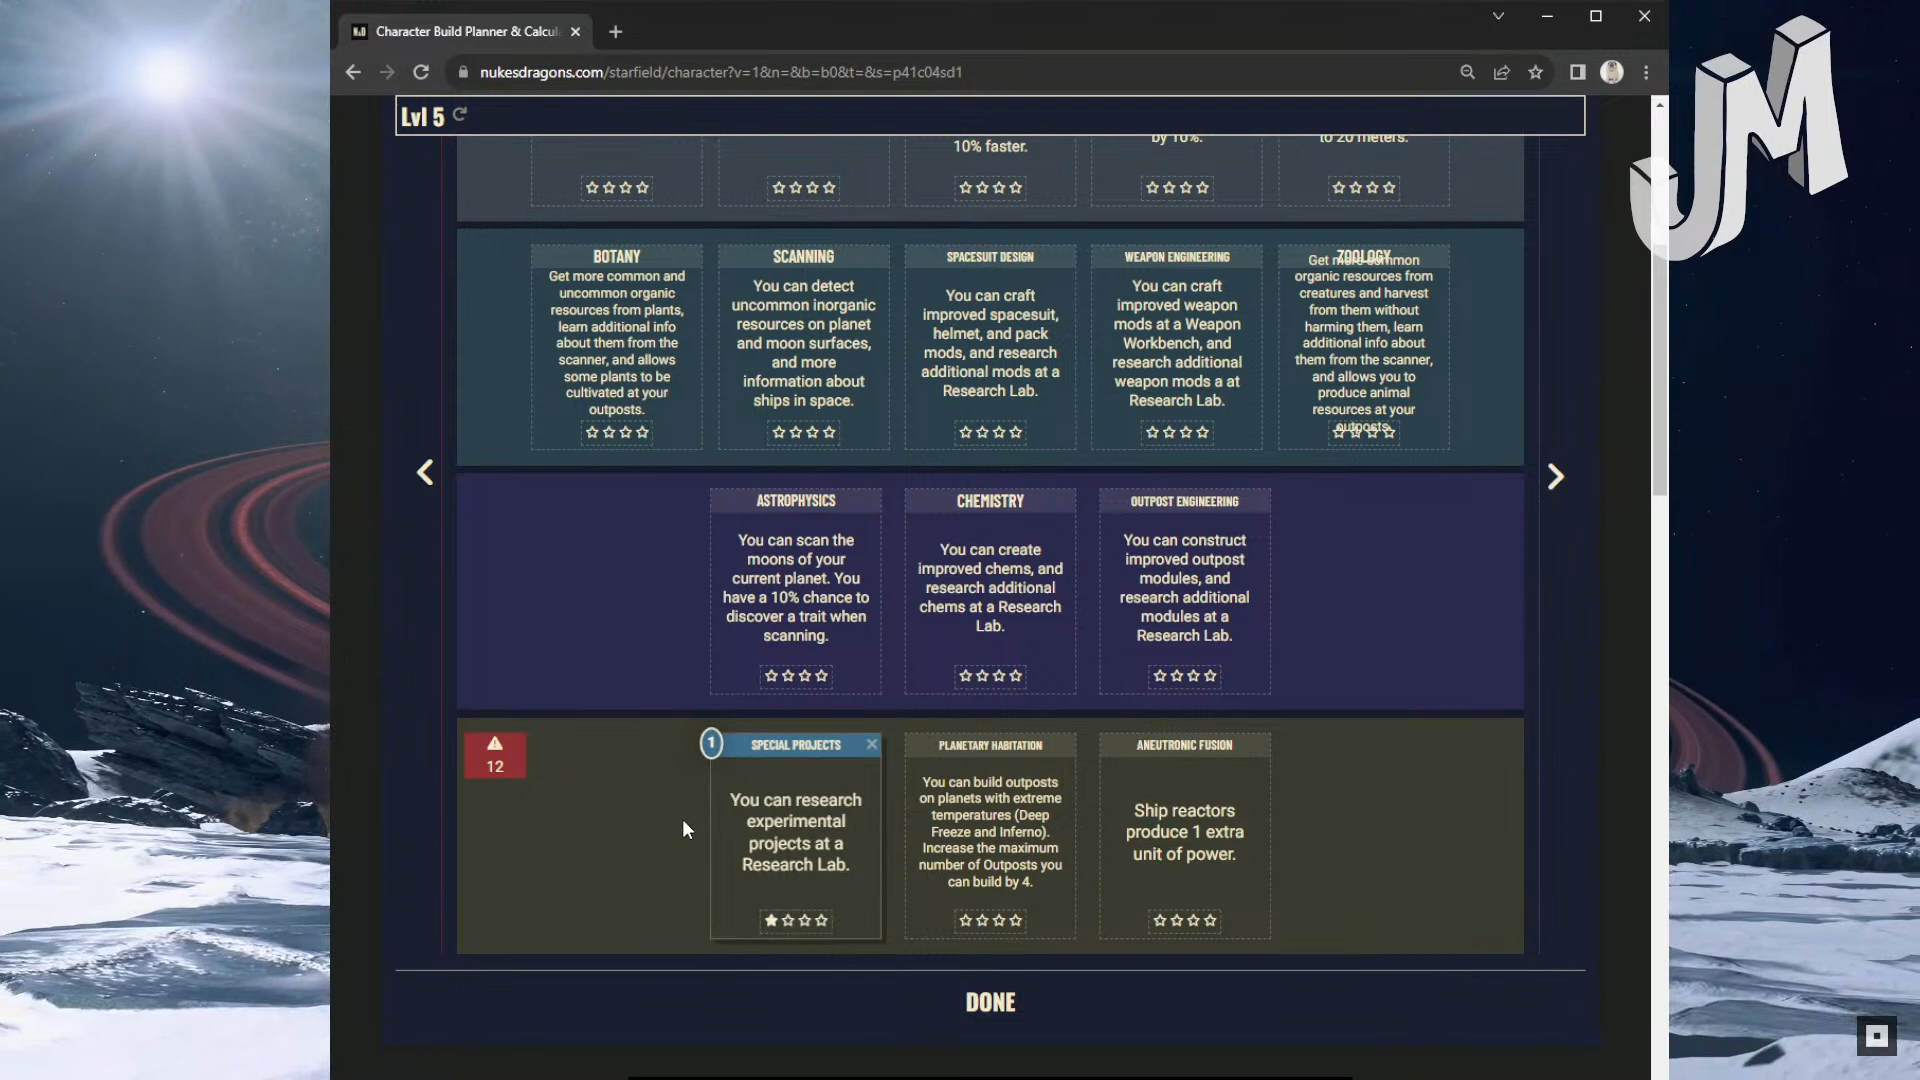 Character Build Planner & Calcul
nukesdragons.com/starfield/character?v=1&n=&b=b0&t=&s=p41c04sd1
JM
Lvl 5
10% faster.
by 10%.
to 20 meters.
BOTANY
Get more common and
uncommon organic
resources from plants,
learn additional info
about them from the
scanner, and allows
some plants to be
cultivated at your
outposts.
SCANNING
You can detect
uncommon inorganic
resources on planet
and moon surfaces,
and more
information about
ships in space.
SPACESUIT DESIGN
You can craft
improved spacesuit,
helmet, and pack
mods, and research
additional mods at a
Research Lab.
WEAPON ENGINEERING
You can craft
improved weapon
mods at a Weapon
Workbench, and
research additional
weapon mods a at
Research Lab.
ZOOLOGY
Get more common
organic resources from
creatures and harvest
from them without
harming them, learn
additional info about
them from the scanner,
and allows you to
produce animal
resources at your
outposts.
ASTROPHYSICS
You can scan the
moons of your
current planet. You
have a 10% chance to
discover a trait when
scanning.
CHEMISTRY
You can create
improved chems, and
research additional
chems at a Research
Lab.
OUTPOST ENGINEERING
You can construct
improved outpost
modules, and
research additional
modules at a
Research Lab.
12
1
SPECIAL PROJECTS
You can research
experimental
projects at a
Research Lab.
PLANETARY HABITATION
You can build outposts
on planets with extreme
temperatures (Deep
Freeze and Inferno).
Increase the maximum
number of Outposts you
can build by 4.
ANEUTRONIC FUSION
Ship reactors
produce 1 extra
unit of power.
DONE